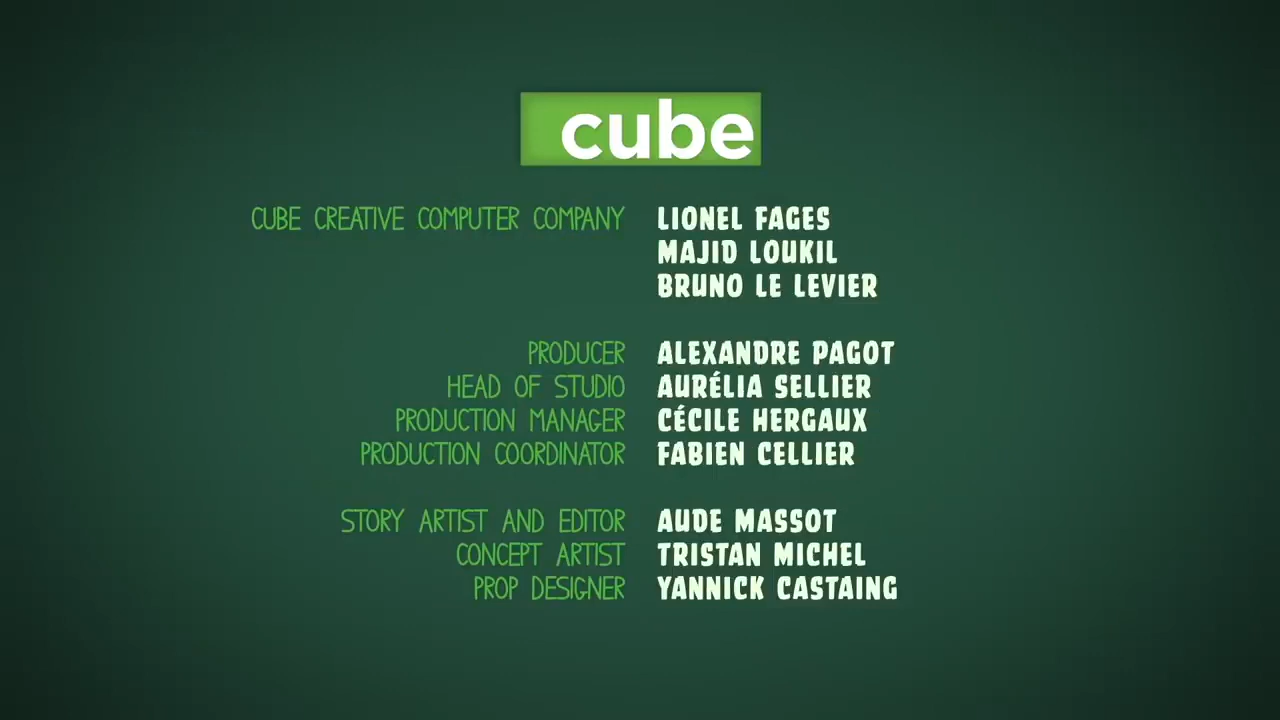 cube
CUBE CREATIVE COMPUTER COMPANY LIONEL FAGES
MAJID LOUKIL
BRUNO LE LEVIER
PRODUCER ALEXANDRE PAGOT
HEAD OF STUDIO AURÉLIA SELLIER
PRODUCTION MANAGER CÉCILE HERGAUX
PRODUCTION COORDINATOR FABIEN CELLIER
STORY ARTIST AND EDITOR AUDE MASSOT
CONCEPT ARTIST TRISTAN MICHEL
PROP DESIGNER YANNICK CASTAING